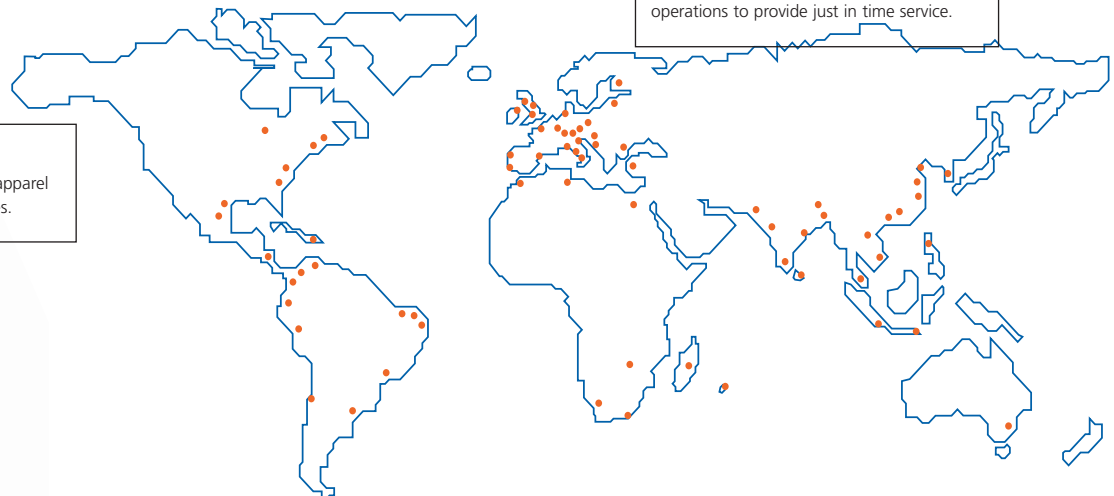 operations to provide just in time service.
apparel
s.